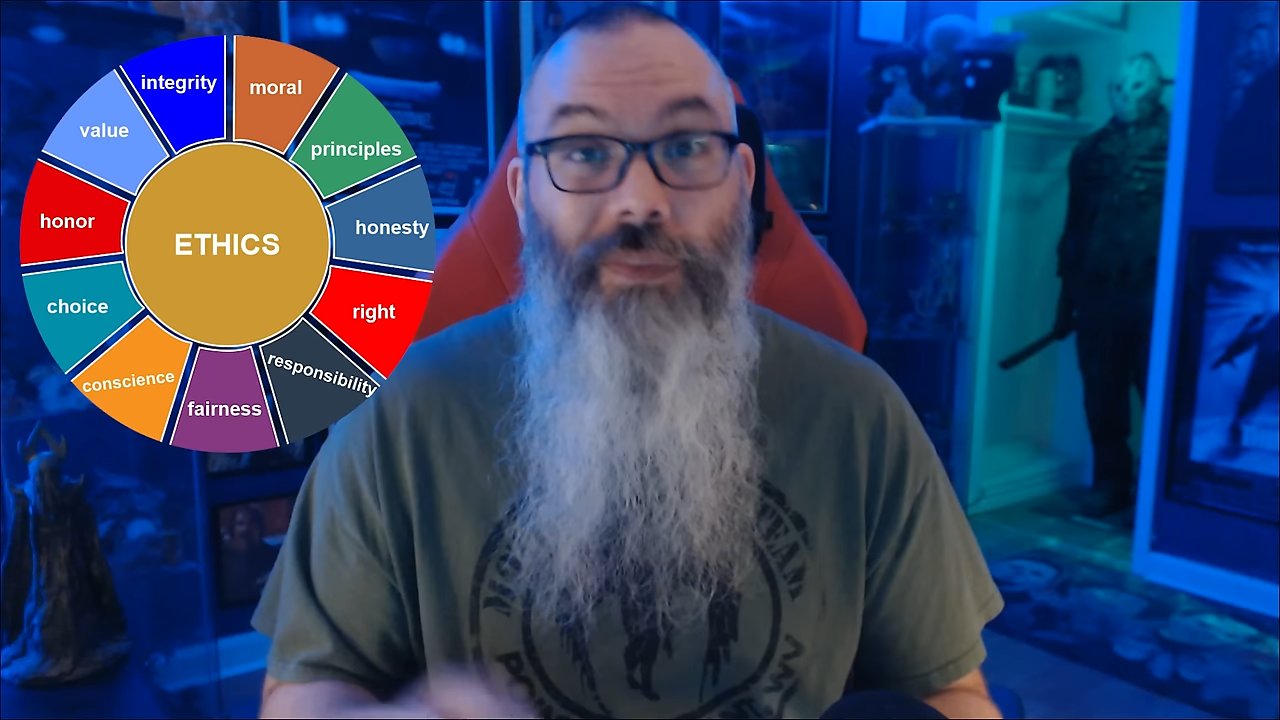 integrity
moral
principles
honesty
right
responsibility
fairness
conscience
choice
honor
value
ETHICS